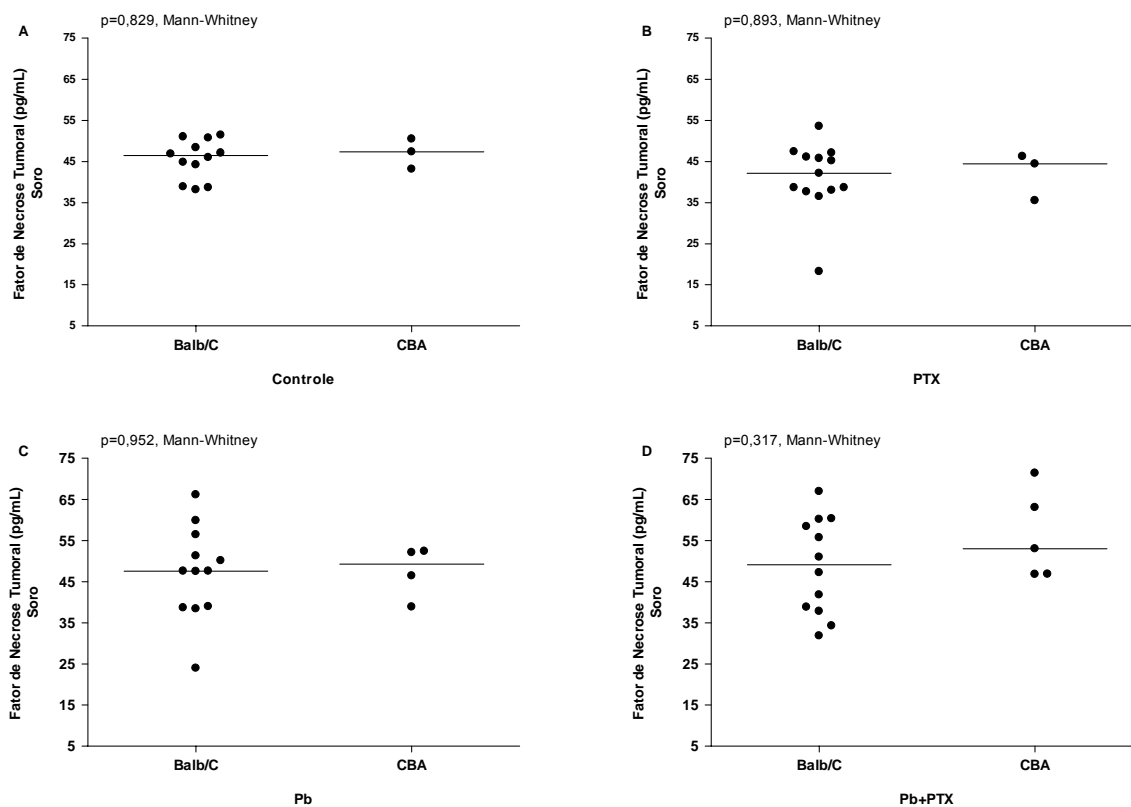 p=0,829, Mann-Whitney
A
75
65
55
45
35
25
15
5
Fator de Necrose Tumoral (pg/mL)
Soro
Balb/C CBA
Controle
p=0,893, Mann-Whitney
B
75
65
55
45
35
25
15
5
Fator de Necrose Tumoral (pg/mL)
Soro
Balb/C CBA
PTX
p=0,952, Mann-Whitney
C
75
65
55
45
35
25
15
5
Fator de Necrose Tumoral (pg/mL)
Soro
Balb/C CBA
Pb
p=0,317, Mann-Whitney
D
75
65
55
45
35
25
15
5
Fator de Necrose Tumoral (pg/mL)
Soro
Balb/C CBA
Pb+PTX